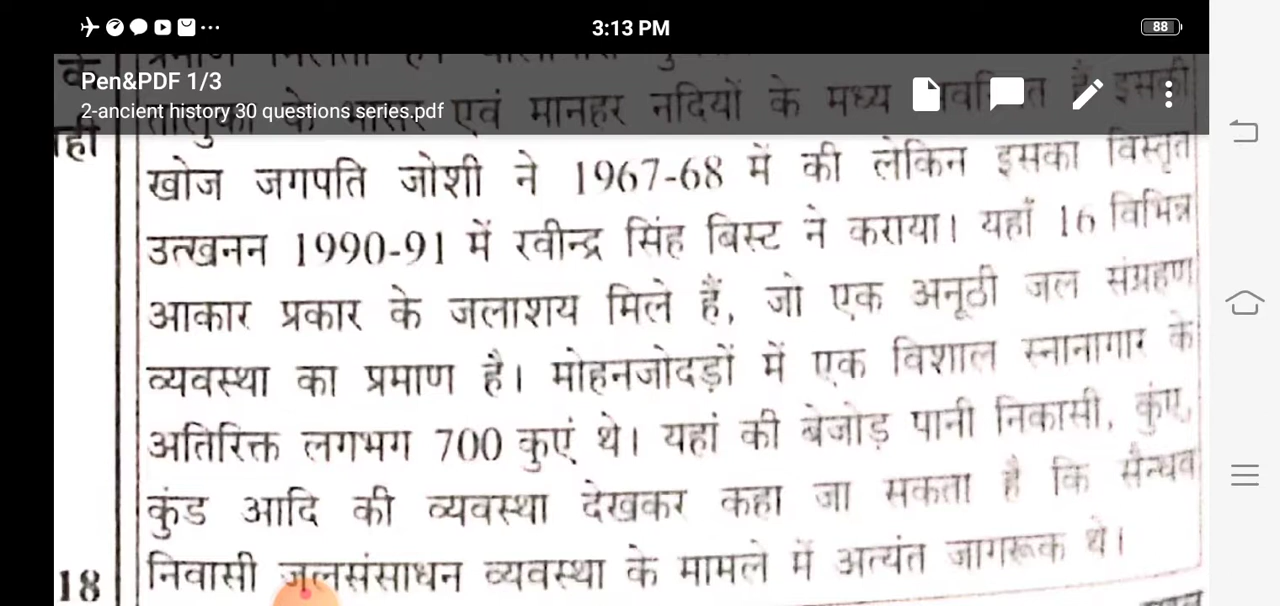 3:13 PM
88
Pen&PDF 1/3
2-ancient history 30 questions series.pdf
के
एवं मानहर नदियों के मध्य है इसकी
ही
खोज जगपति जोशी ने 1967-68 में की लेकिन इसका विस्तृत
उत्खनन 1990-91 में रवीन्द्र सिंह बिस्ट ने कराया। यहाँ 16 विभिन्न
आकार प्रकार के जलाशय मिले हैं, जो एक अनूठी जल संग्रहण
व्यवस्था का प्रमाण है। मोहनजोदड़ों में एक विशाल स्नानागार के
अतिरिक्त लगभग 700 कुएं थे। यहां की बेजोड़ पानी निकासी, कुंए,
कुंड आदि की व्यवस्था देखकर कहा जा सकता है कि सैन्धव
निवासी जलसंसाधन व्यवस्था के मामले में अत्यंत जागरूक थे।
18